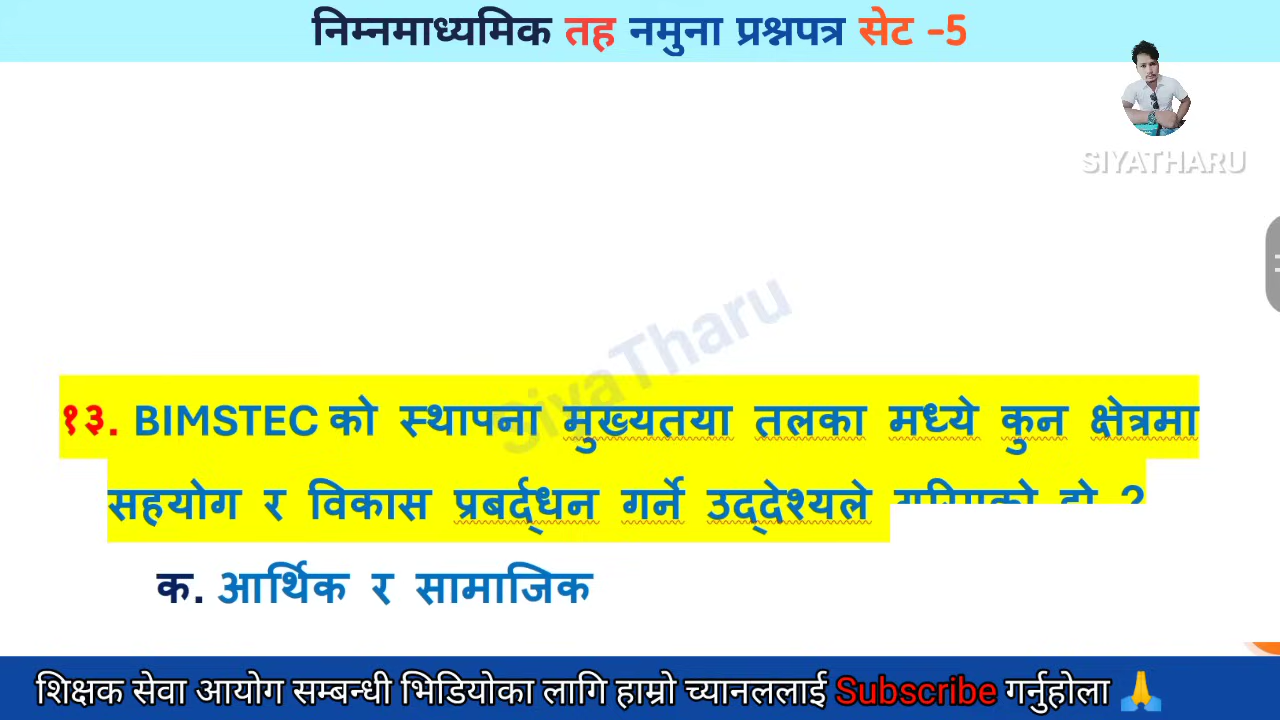 निम्नमाध्यमिक तह नमुना प्रश्नपत्र सेट -5
SIYATHARU
SiyaTharu
१३. BIMSTEC को स्थापना मुख्यतया तलका मध्ये कुन क्षेत्रमा
सहयोग र विकास प्रबर्द्धन गर्ने उद्देश्यले
क. आर्थिक र सामाजिक
शिक्षक सेवा आयोग सम्बन्धी भिडियोका लागि हाम्रो च्यानललाई Subscribe गर्नुहोला 🙏